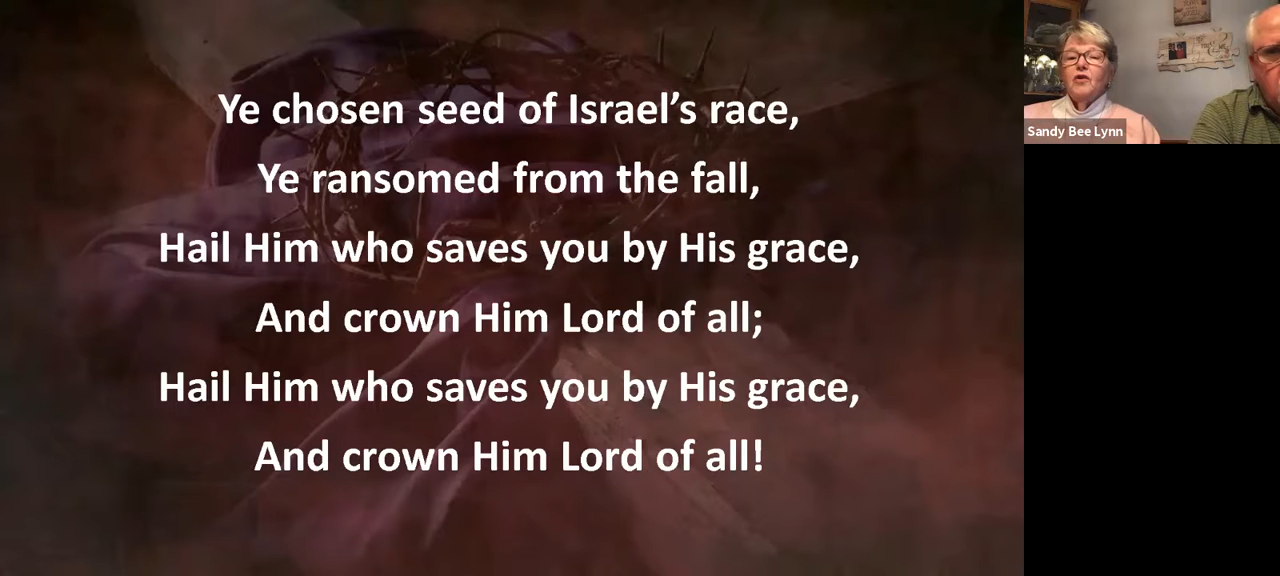 Ye chosen seed of Israel’s race,
Ye ransomed from the fall,
Hail Him who saves you by His grace,
And crown Him Lord of all;
Hail Him who saves you by His grace,
And crown Him Lord of all!
Sandy Bee Lynn